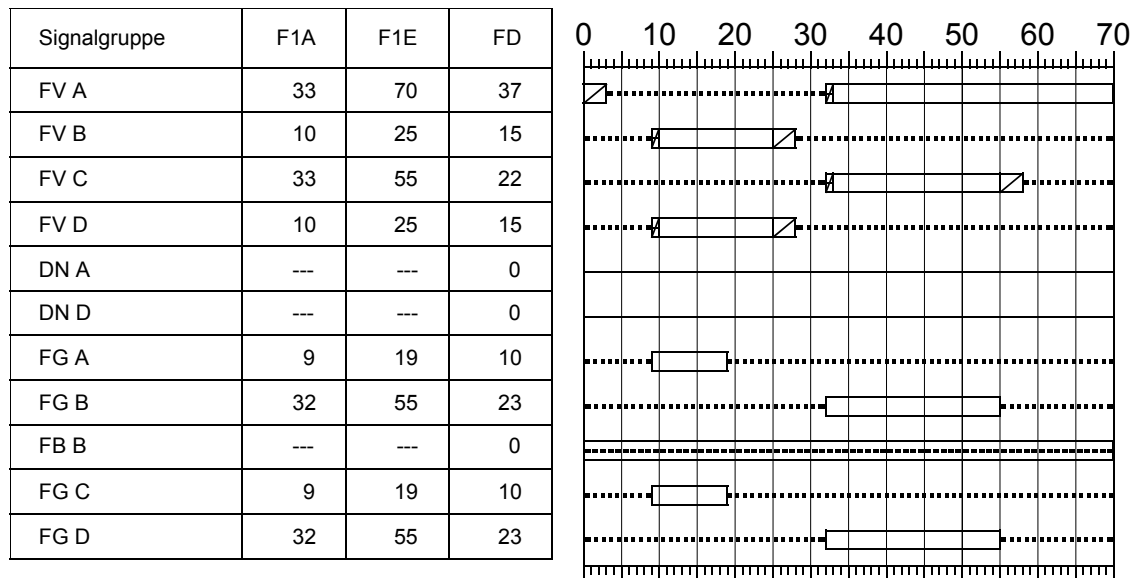 Signalgruppe F1A F1E FD 0 10 20 30 40 50 60 70
FV A 33 70 37
FV B 10 25 15
FV C 33 55 22
FV D 10 25 15
DN A --- --- 0
DN D --- --- 0
FG A 9 19 10
FG B 32 55 23
FB B --- --- 0
FG C 9 19 10
FG D 32 55 23